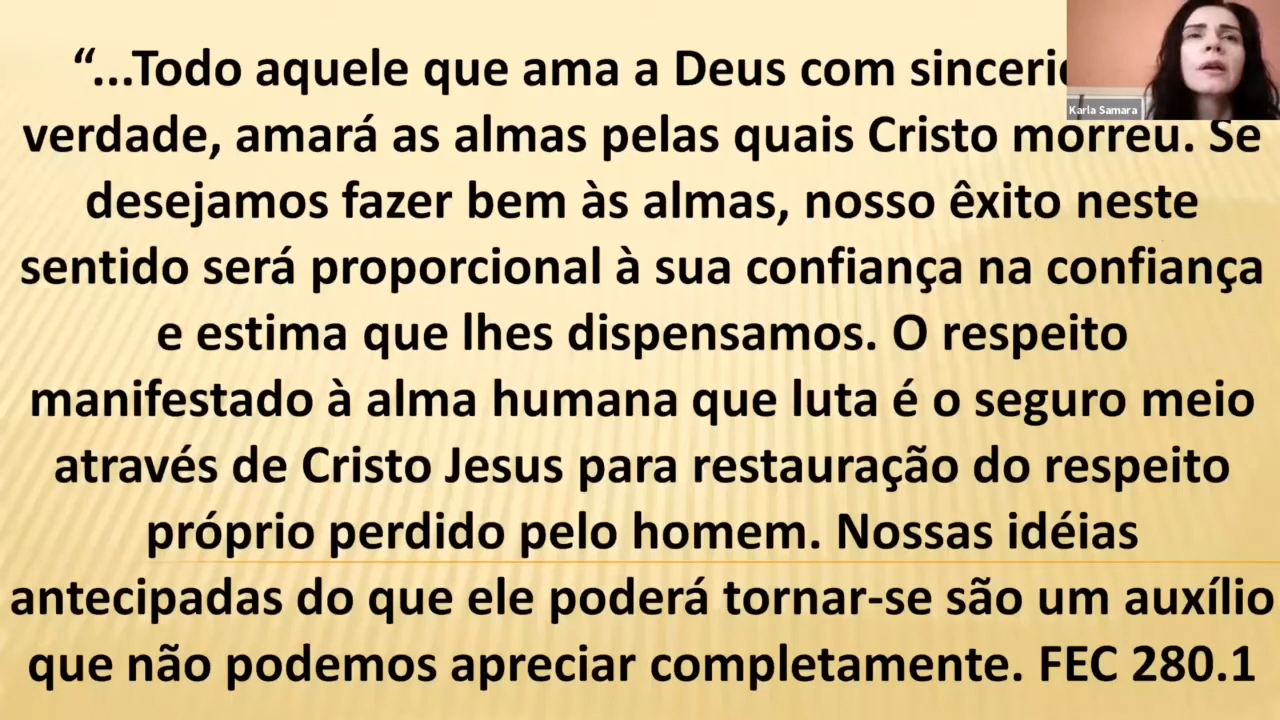 “...Todo aquele que ama a Deus com
Karla Samara
verdade, amará as almas pelas quais Cristo morreu. Se
desejamos fazer bem às almas, nosso êxito neste
sentido será proporcional à sua confiança na confiança
e estima que lhes dispensamos. O respeito
manifestado à alma humana que luta é o seguro meio
através de Cristo Jesus para restauração do respeito
próprio perdido pelo homem. Nossas idéias
antecipadas do que ele poderá tornar-se são um auxílio
que não podemos apreciar completamente. FEC 280.1